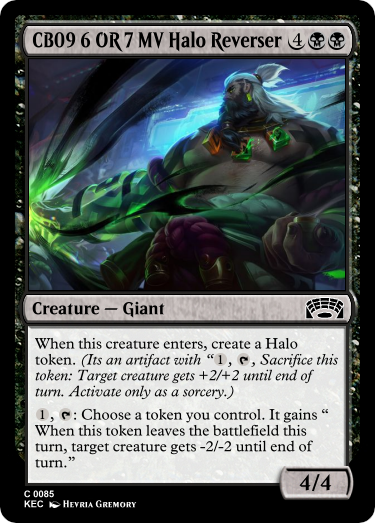 CB09 6 OR 7 MV Halo Reverser 4
Creature — Giant
When this creature enters, create a Halo
token. (Its an artifact with “1, , Sacrifice this
token: Target creature gets +2/+2 until end of
turn. Activate only as a sorcery.)
1, : Choose a token you control. It gains “
When this token leaves the battlefield this
turn, target creature gets -2/-2 until end of
turn.”
4/4
C 0085
KEC Hevria Gremory